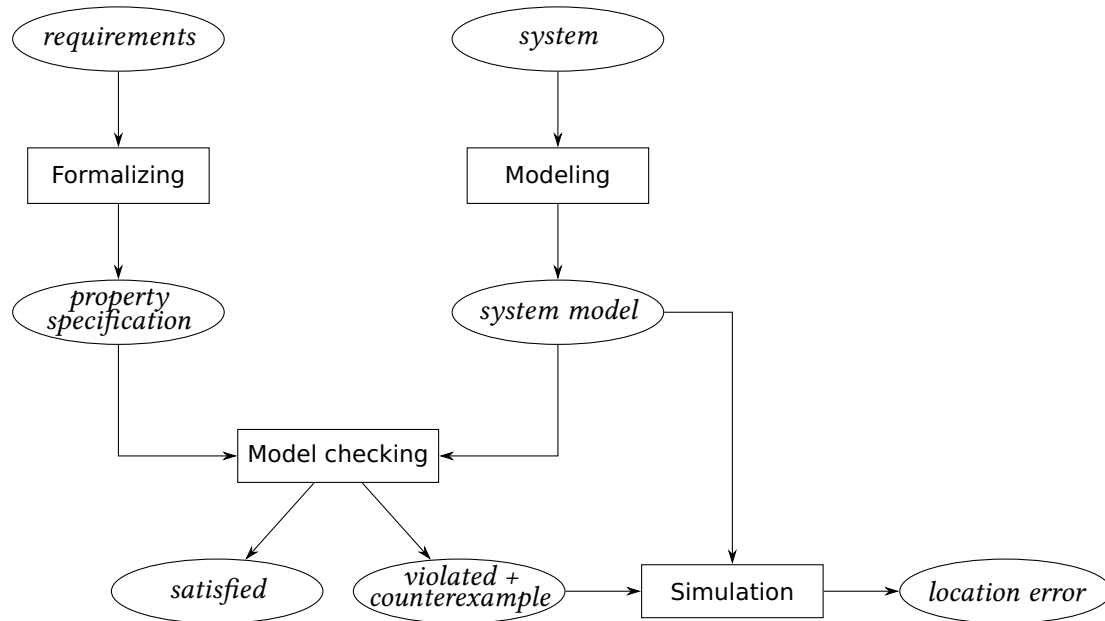 requirements
system
Formalizing
Modeling
property
specification
system model
Model checking
satisfied
violated +
counterexample
Simulation
location error